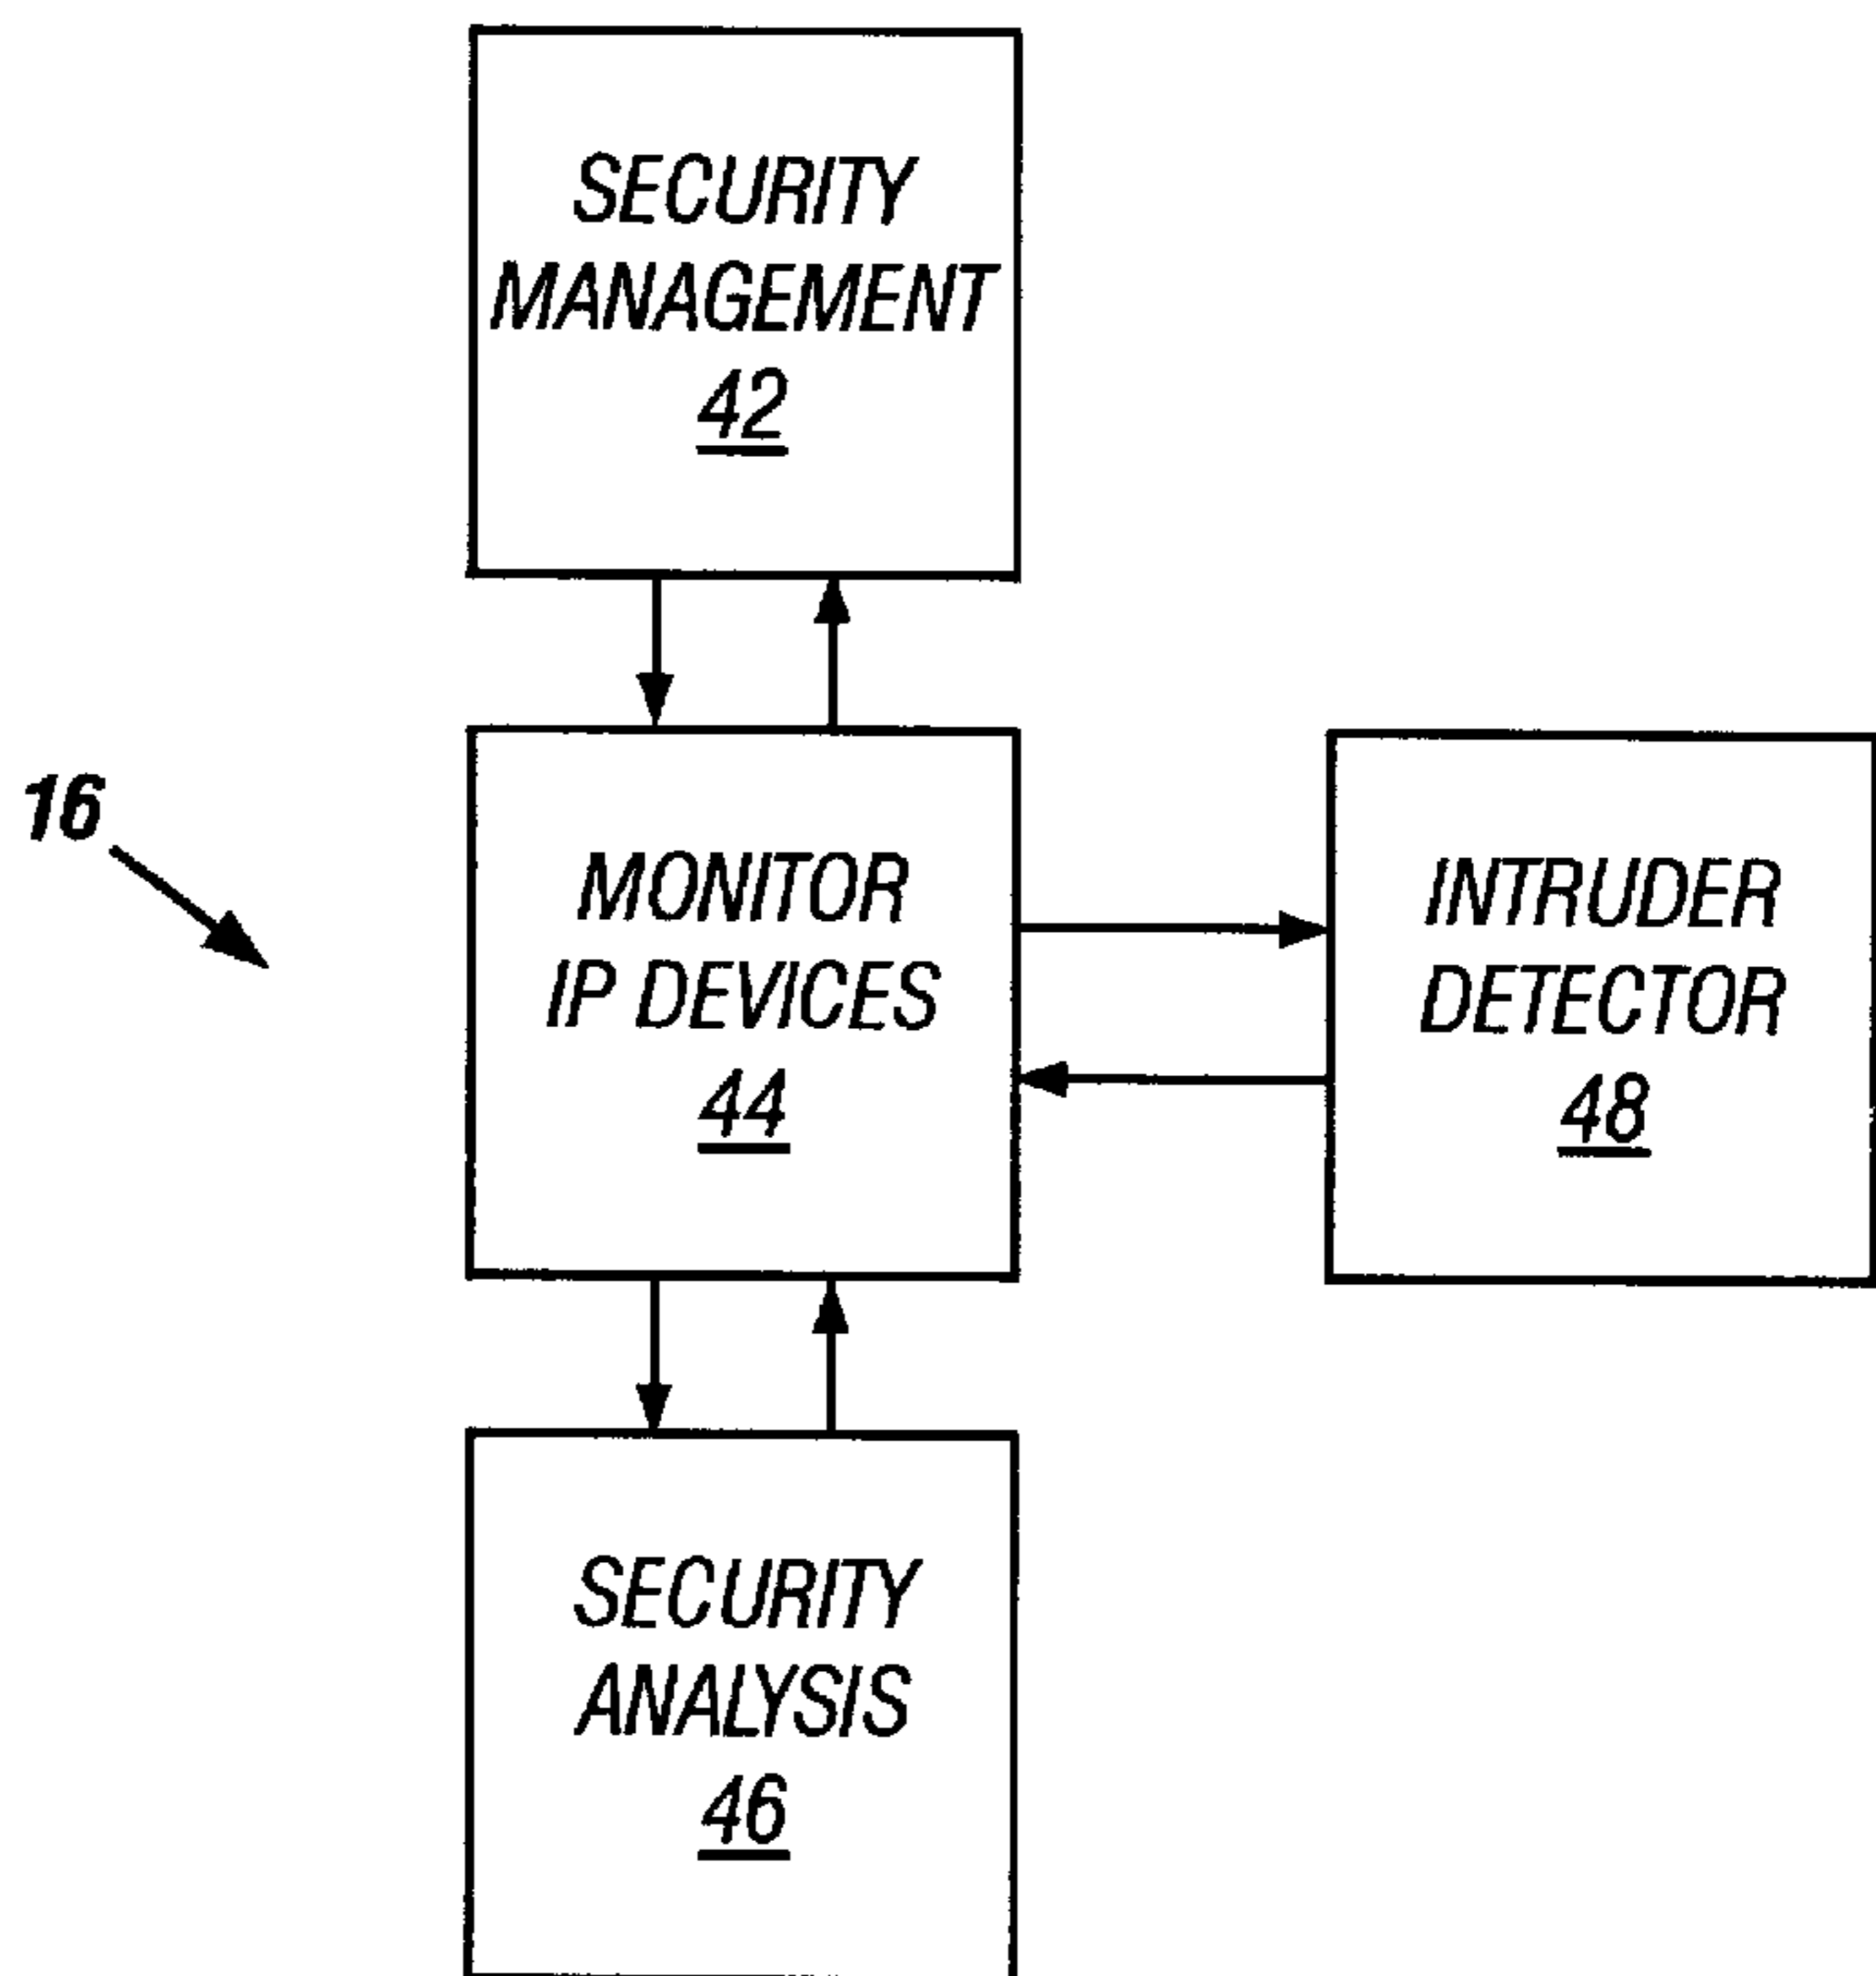 SECURITY
MANAGEMENT
42
16
MONITOR
IP DEVICES
44
INTRUDER
DETECTOR
48
SECURITY
ANALYSIS
46